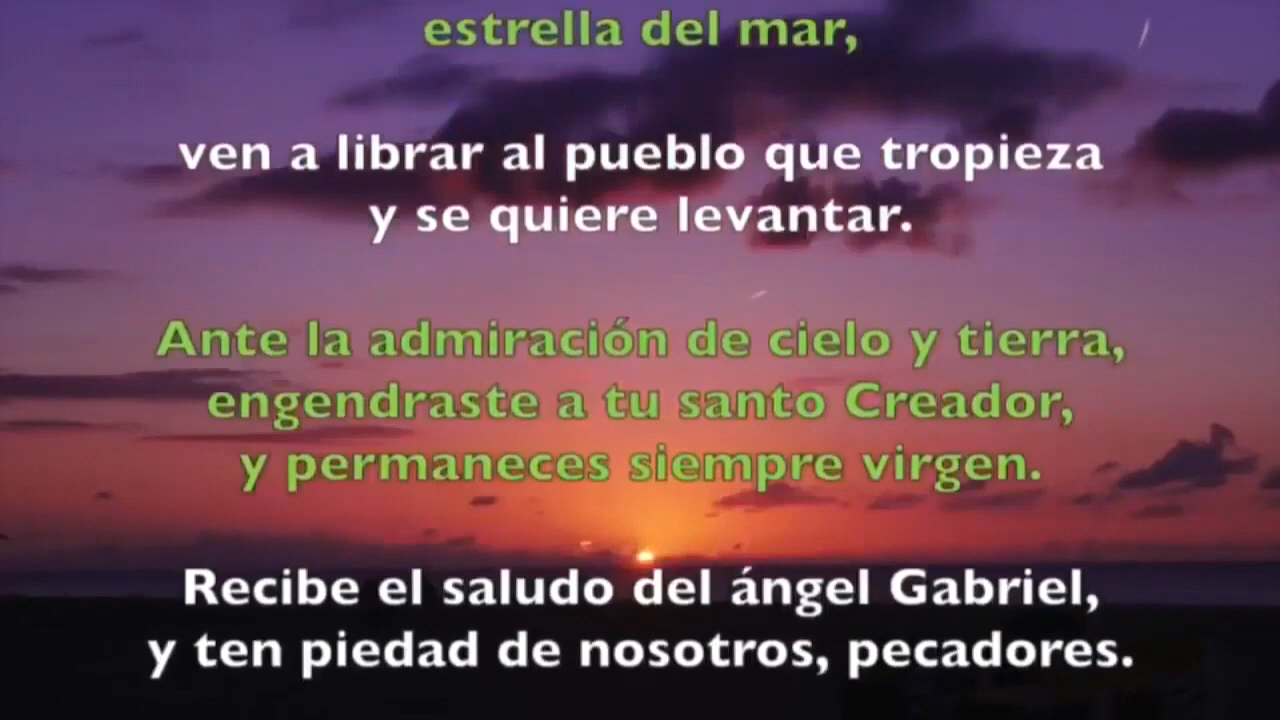 estrella del mar,
ven a librar al pueblo que tropieza
y se quiere levantar.
Ante la admiración de cielo y tierra,
engendraste a tu santo Creador,
y permaneces siempre virgen.
Recibe el saludo del ángel Gabriel,
y ten piedad de nosotros, pecadores.